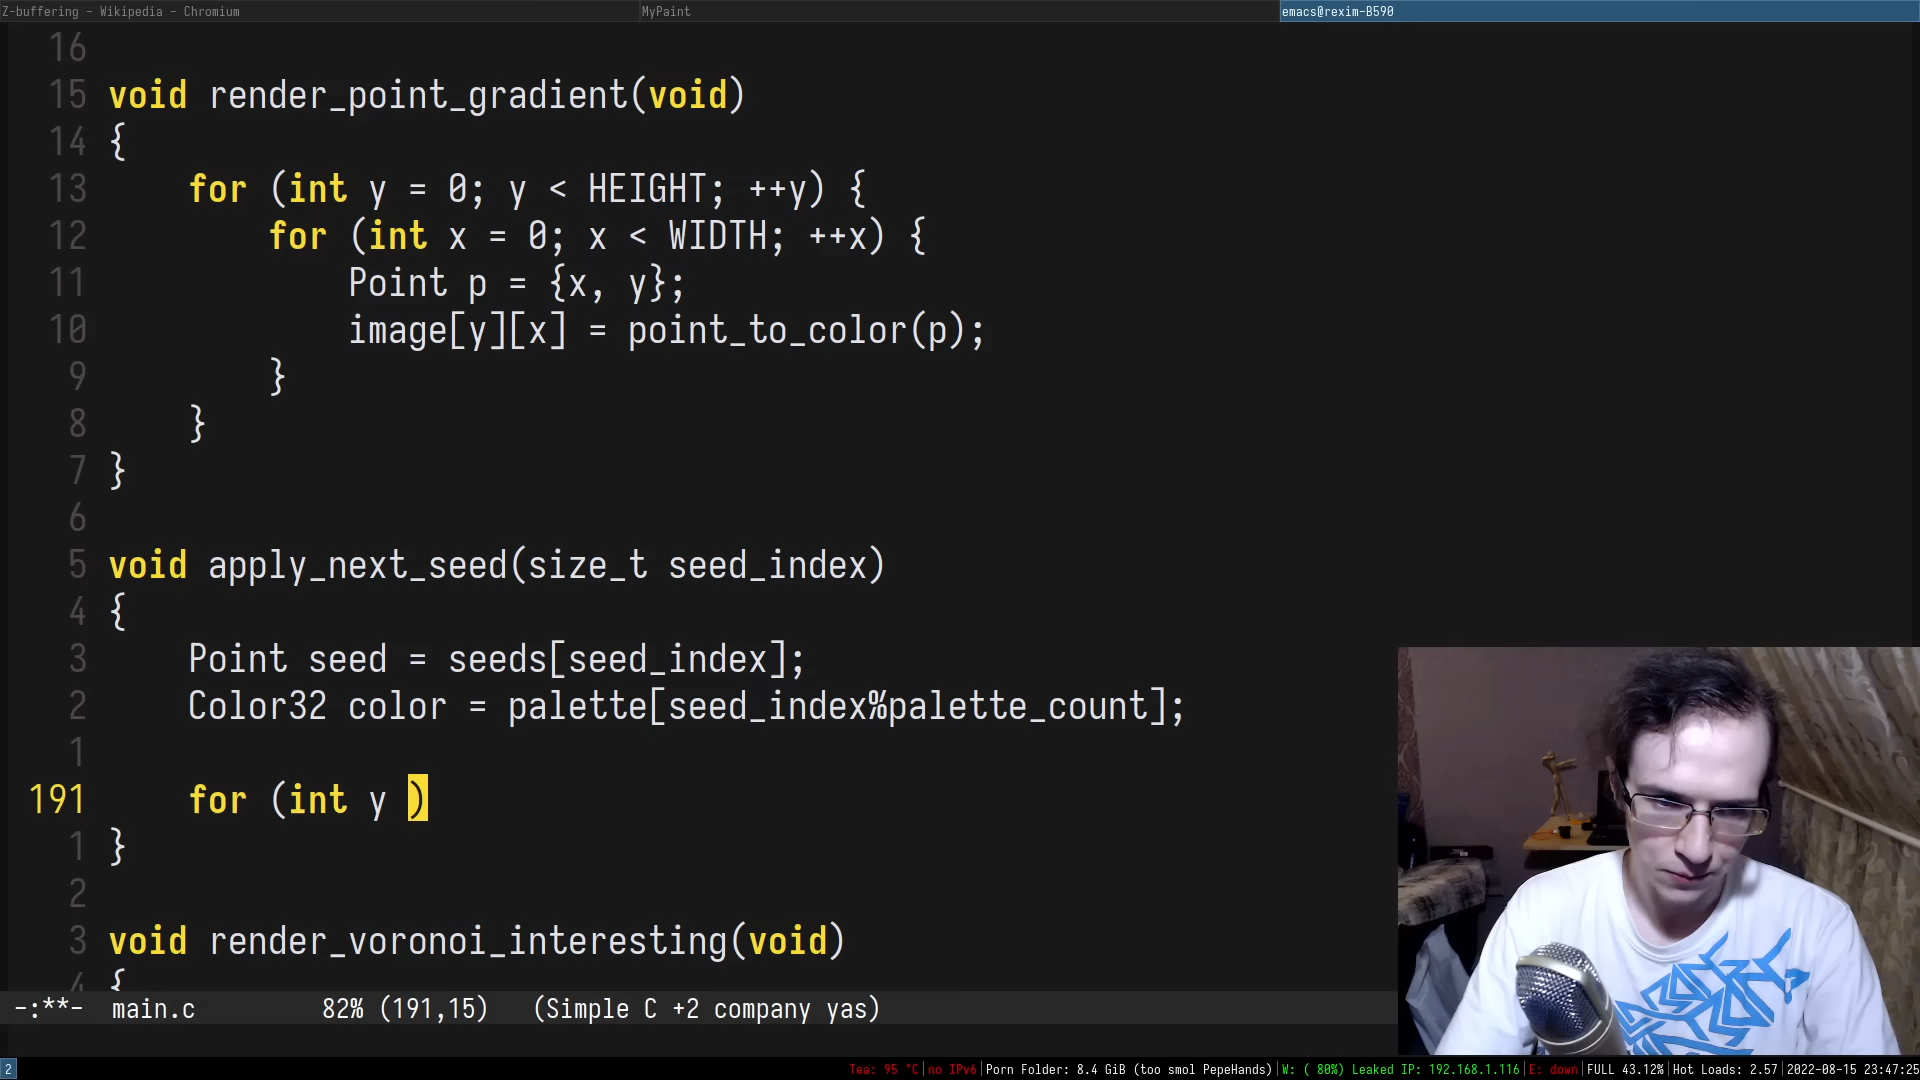 Z-buffering - Wikipedia - Chromium MyPaint emacs@rexim-B590
16
15 void render_point_gradient(void)
14 {
13 for (int y = 0; y < HEIGHT; ++y) {
12 for (int x = 0; x < WIDTH; ++x) {
11 Point p = {x, y};
10 image[y][x] = point_to_color(p);
9 }
8 }
7 }
6
5 void apply_next_seed(size_t seed_index)
4 {
3 Point seed = seeds[seed_index];
2 Color32 color = palette[seed_index%palette_count];
1
191 for (int y )
1 }
2
3 void render_voronoi_interesting(void)
4 {
-:**- main.c 82% (191,15) (Simple C +2 company yas)
2 Tea: 95 °C|no IPv6|Porn Folder: 8.4 GiB (too smol PepeHands)|W: ( 80%) Leaked IP: 192.168.1.116|E: down|FULL 43.12%|Hot Loads: 2.57|2022-08-15 23:47:25